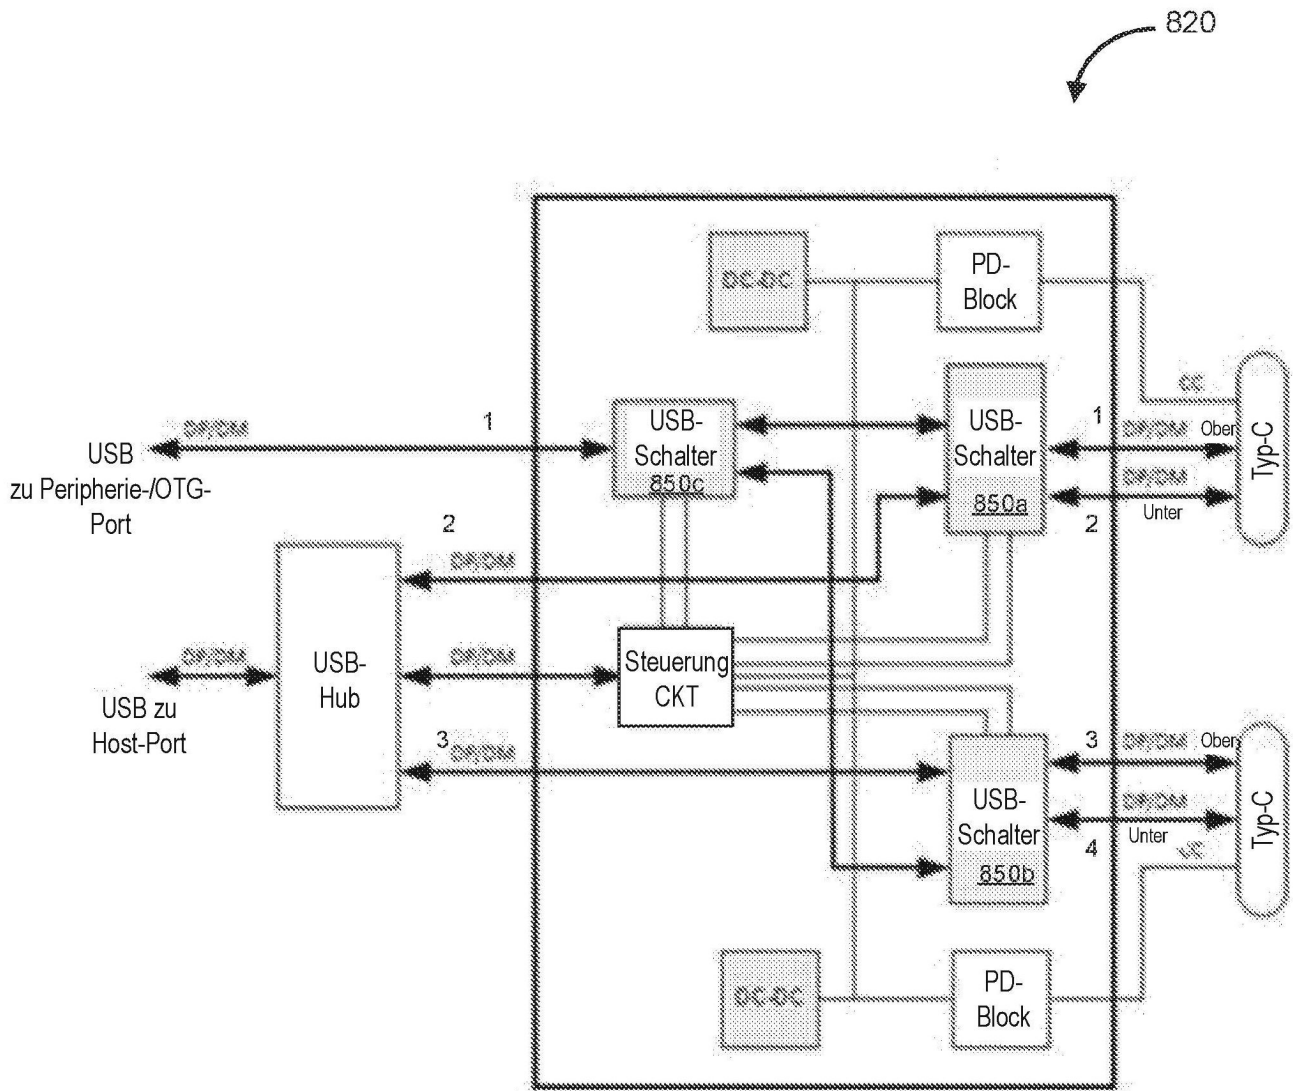 820
PD-
Block
DC-DC
CC
USB-
Schalter
850c
USB-
Schalter
850a
1
DP/DM
1
DP/DM
Ober
Typ-C
USB
zu Peripherie-/OTG-
Port
2
DP/DM
Unter
2
DP/DM
USB-
Hub
DP/DM
DP/DM
Steuerung
CKT
USB zu
Host-Port
3
DP/DM
3
DP/DM
Ober
USB-
Schalter
850b
DP/DM
4
Unter
Typ-C
DC-DC
PD-
Block